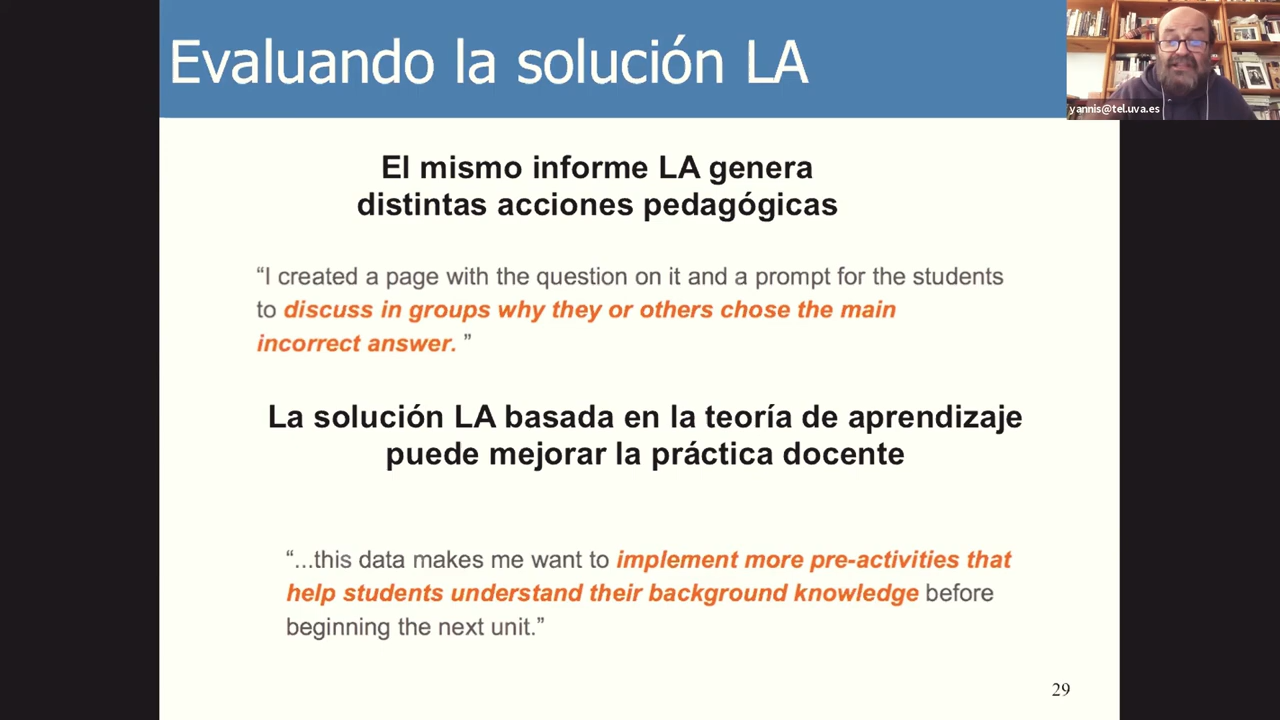 Evaluando la solución LA
yannis@tel.uva.es
El mismo informe LA genera
distintas acciones pedagógicas
“I created a page with the question on it and a prompt for the students
to discuss in groups why they or others chose the main
incorrect answer. ”
La solución LA basada en la teoría de aprendizaje
puede mejorar la práctica docente
“...this data makes me want to implement more pre-activities that
help students understand their background knowledge before
beginning the next unit.”
29